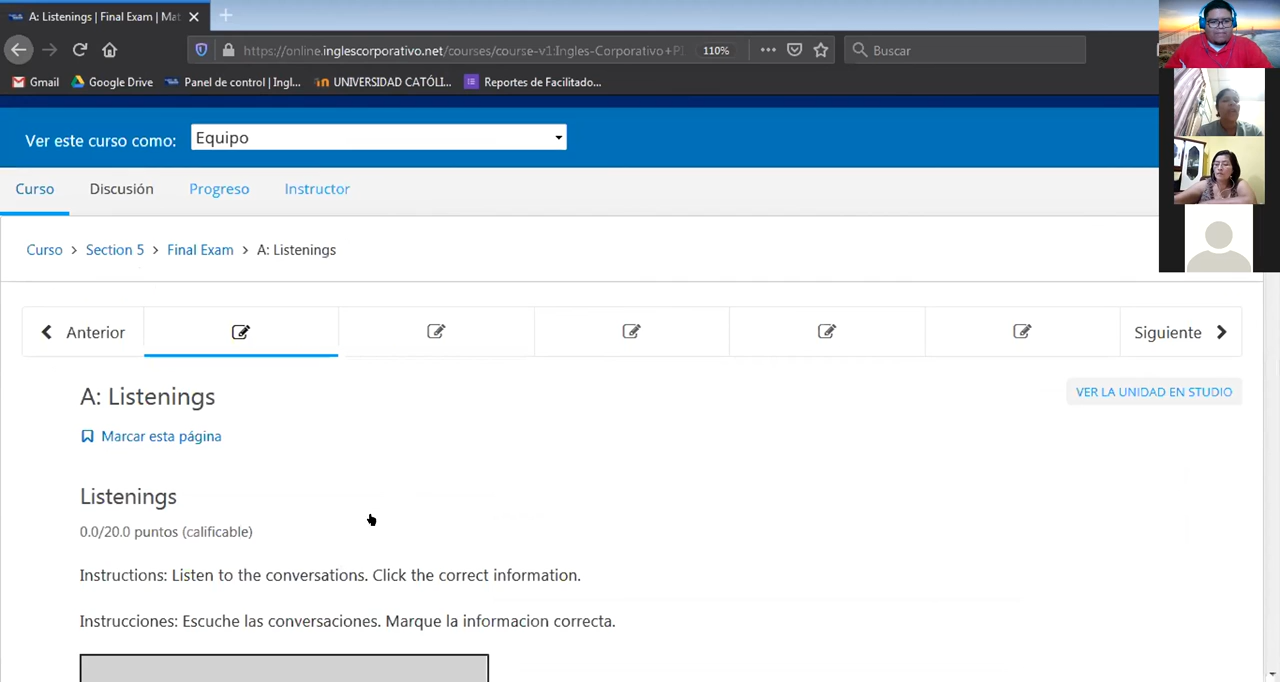 A: Listenings | Final Exam | Mat
https://online.inglescorporativo.net/courses/course-v1:Ingles-Corporativo+P
110%
Buscar
Gmail
Google Drive
Panel de control | Ingl...
UNIVERSIDAD CATÓLI...
Reportes de Facilitado...
Ver este curso como:
Equipo
Curso
Discusión
Progreso
Instructor
Curso > Section 5 > Final Exam > A: Listenings
Anterior
Siguiente
A: Listenings
VER LA UNIDAD EN STUDIO
Marcar esta página
Listenings
0.0/20.0 puntos (calificable)
Instructions: Listen to the conversations. Click the correct information.
Instrucciones: Escuche las conversaciones. Marque la informacion correcta.